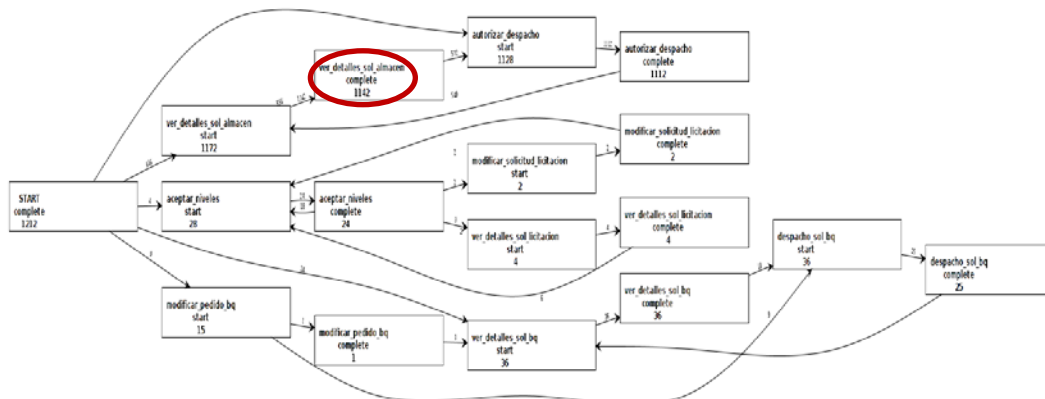 autorizar_despacho
start
1128
autorizar_despacho
complete
1112
ver_detalles_sol_almacen
complete
1142
ver_detalles_sol_almacen
start
1172
modificar_solicitud_licitacion
complete
2
modificar_solicitud_licitacion
start
2
START
complete
1212
aceptar_niveles
start
28
aceptar_niveles
complete
24
ver_detalles_sol_licitacion
start
4
ver_detalles_sol_licitacion
complete
4
despacho_sol_bq
start
36
despacho_sol_bq
complete
25
ver_detalles_sol_bq
complete
36
modificar_pedido_bq
start
15
modificar_pedido_bq
complete
1
ver_detalles_sol_bq
start
36